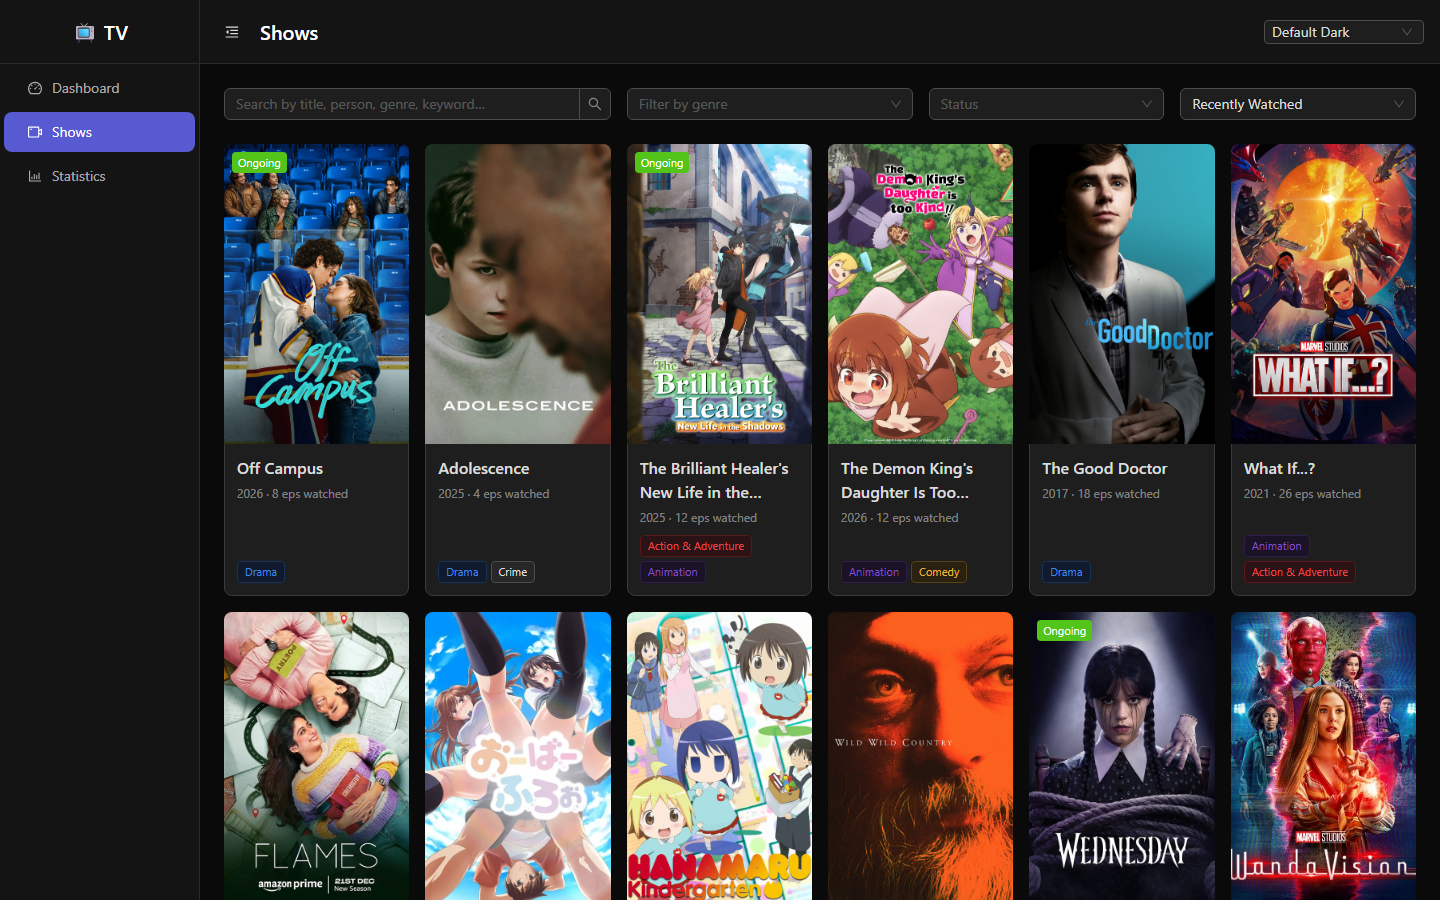 TV
Shows
Default Dark
Dashboard
Shows
Statistics
Search by title, person, genre, keyword...
Filter by genre
Status
Recently Watched
Ongoing
Off
Campus
Off Campus
2026 · 8 eps watched
Drama
ADOLESCENCE
Adolescence
2025 · 4 eps watched
Drama
Crime
Ongoing
The
Brilliant
Healer's
New Life in the Shadows
The Brilliant Healer's
New Life in the...
2025 · 12 eps watched
Action & Adventure
Animation
The
Demon King's
Daughter is
too Kind!!
The Demon King's
Daughter Is Too...
2026 · 12 eps watched
Animation
Comedy
the GoodDoctor
The Good Doctor
2017 · 18 eps watched
Drama
MARVEL STUDIOS
WHAT IF...?
What If...?
2021 · 26 eps watched
Animation
Action & Adventure
POETRY
CHEMISTRY
FLAMES
amazon prime
21ST DEC
New Season
おーばー
ふろぉ
HANAMARU
Kindergarten
WILD WILD COUNTRY
Ongoing
WEDNESDAY
MARVEL STUDIOS
WandaVision